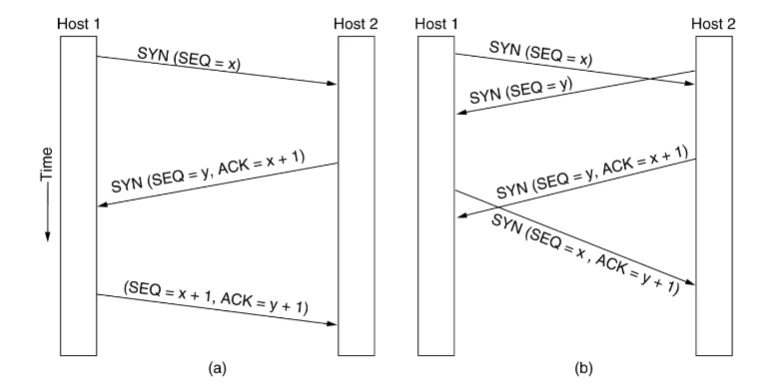 Host 1
Host 2
SYN (SEQ = x)
SYN (SEQ = y, ACK = x + 1)
(SEQ = x + 1, ACK = y + 1)
Time
(a)
Host 1
Host 2
SYN (SEQ = x)
SYN (SEQ = y)
SYN (SEQ = y, ACK = x + 1)
SYN (SEQ = x , ACK = y + 1)
(b)